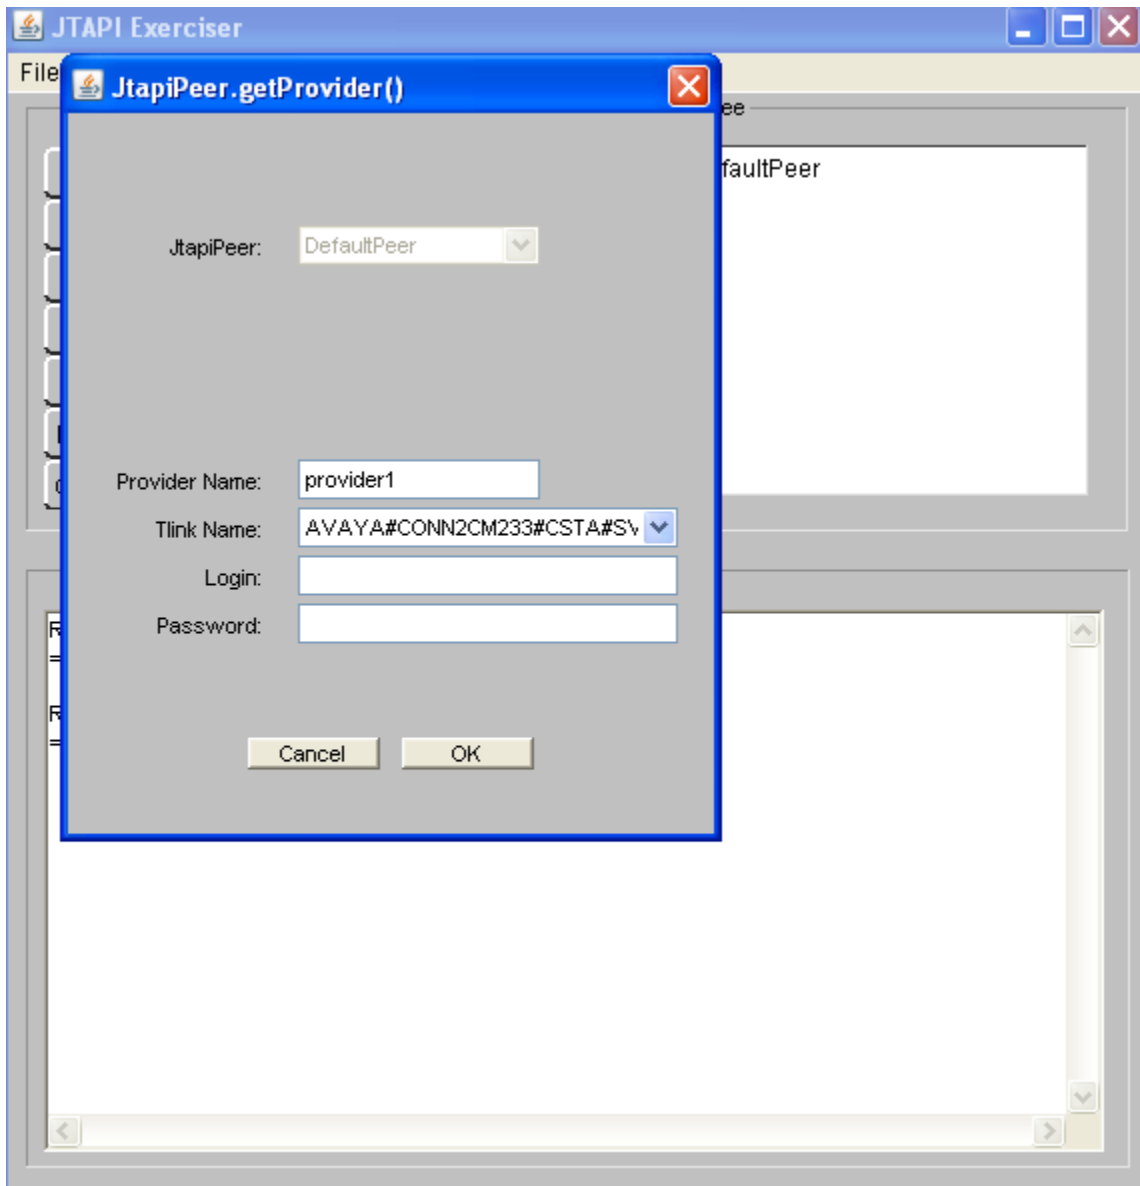 JTAPI Exerciser
File
JtapiPeer.getProvider()
JtapiPeer: DefaultPeer
Provider Name: provider1
Tlink Name: AVAYA#CONN2CM233#CSTA#SV
Login:
Password:
Cancel OK
ee
faultPeer
R
=
R
=